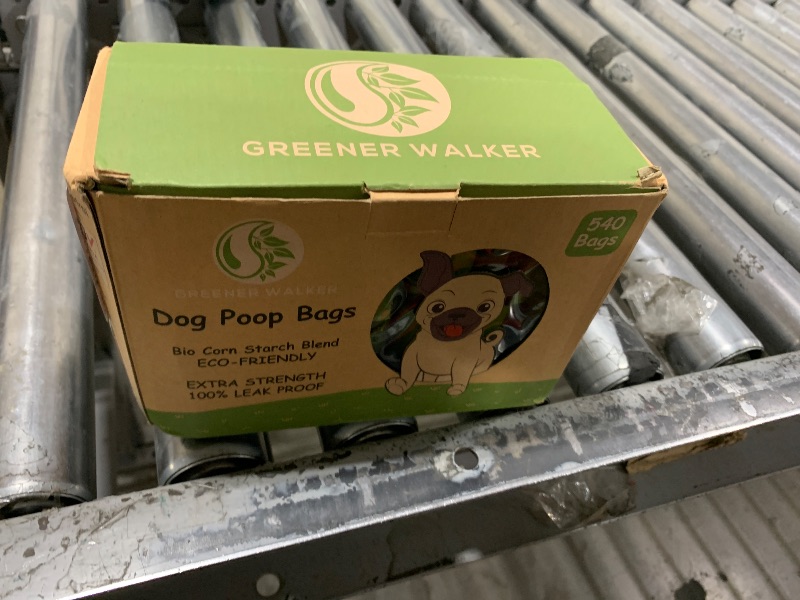 GREENER WALKER
GREENER WALKER
540
Bags
Dog Poop Bags
Bio Corn Starch Blend
ECO-FRIENDLY
EXTRA STRENGTH
100% LEAK PROOF